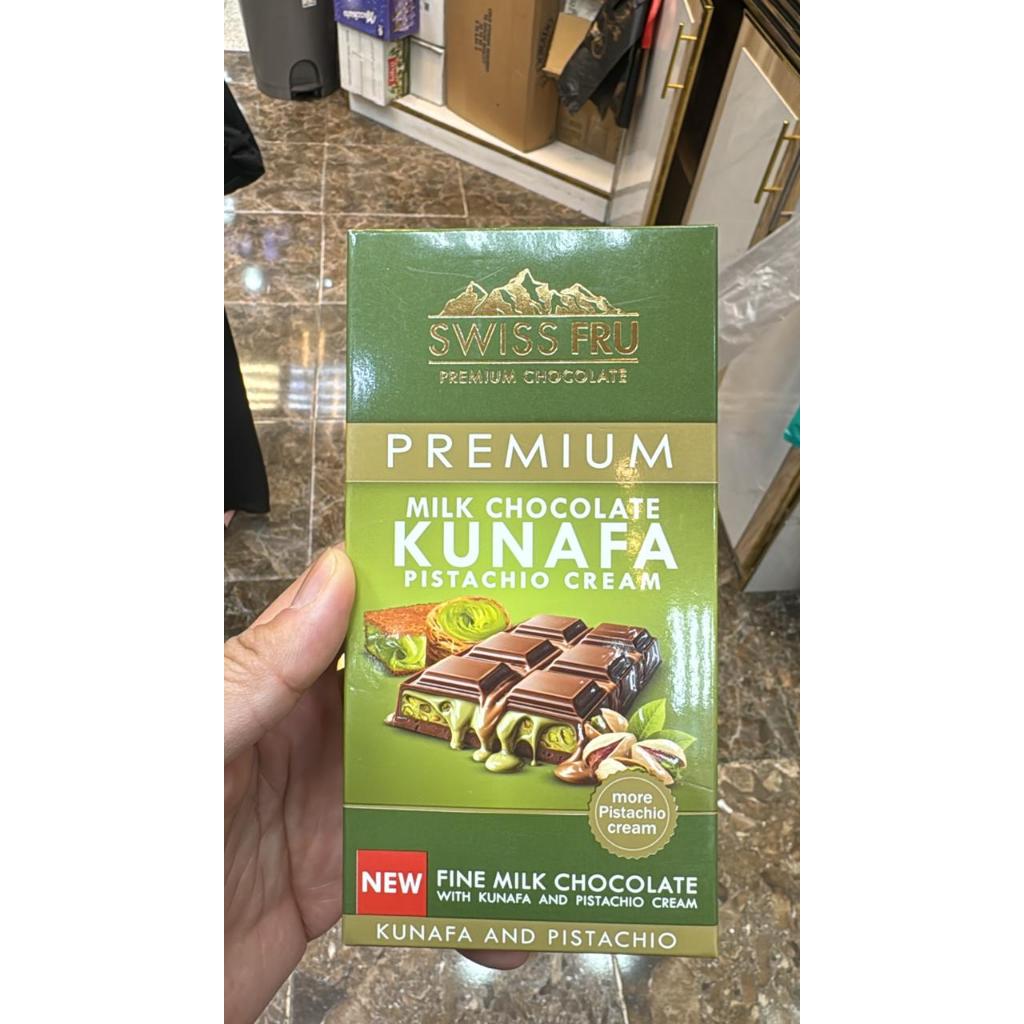 SWISS FRU
PREMIUM CHOCOLATE
PREMIUM
MILK CHOCOLATE
KUNAFA
PISTACHIO CREAM
more
Pistachio
cream
NEW
FINE MILK CHOCOLATE
WITH KUNAFA AND PISTACHIO CREAM
KUNAFA AND PISTACHIO